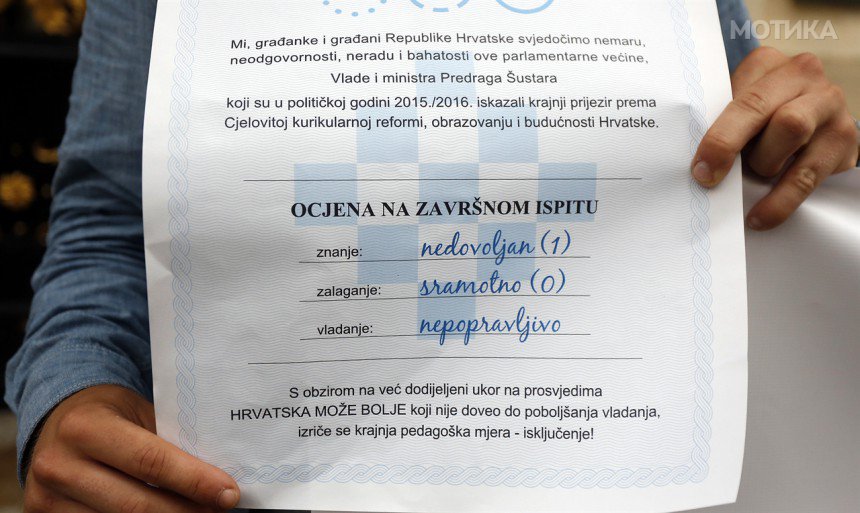 МОТИКА
Mi, građanke i građani Republike Hrvatske svjedočimo nemaru,
neodgovornosti, neradu i bahatosti ove parlamentarne većine,
Vlade i ministra Predraga Šustara
koji su u političkoj godini 2015./2016. iskazali krajnji prijezir prema
Cjelovitoj kurikularnoj reformi, obrazovanju i budućnosti Hrvatske.
OCJENA NA ZAVRŠNOM ISPITU
znanje: nedovoljan (1)
zalaganje: sramotno (0)
vladanje: nepopravljivo
S obzirom na već dodijeljeni ukor na prosvjedima
HRVATSKA MOŽE BOLJE koji nije doveo do poboljšanja vladanja,
izriče se krajnja pedagoška mjera - isključenje!